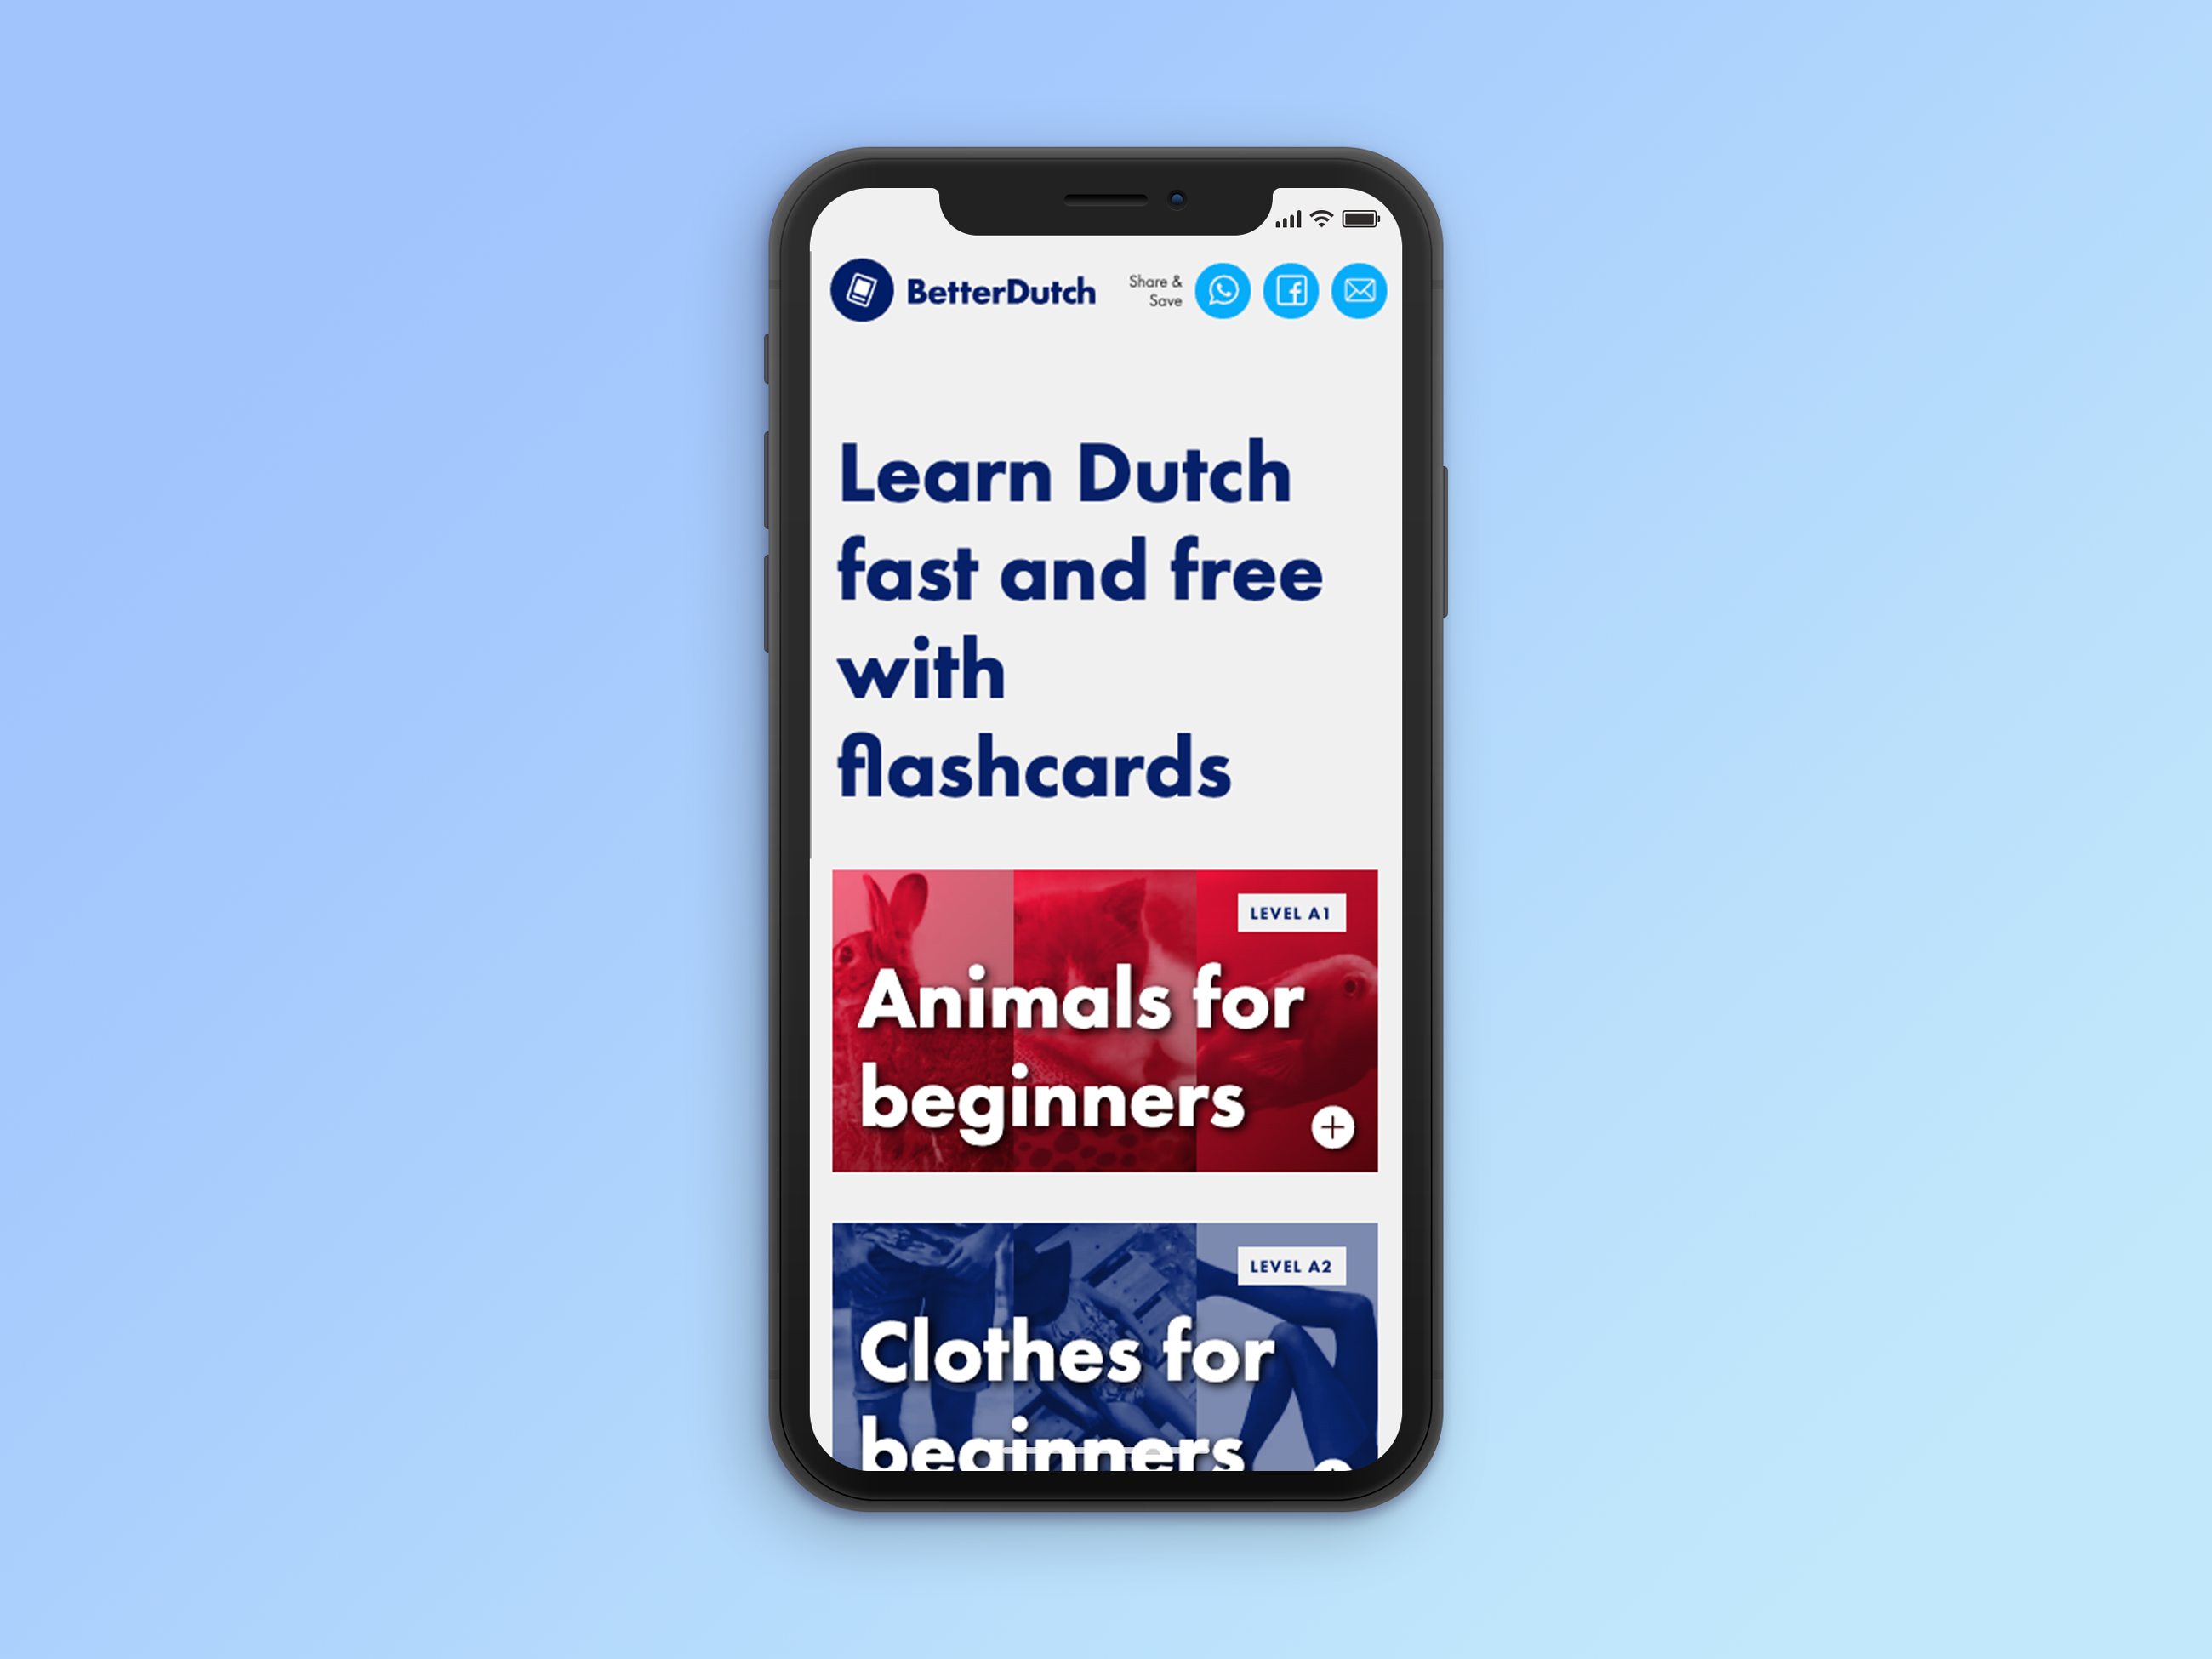 BetterDutch
Share &
Save
Learn Dutch
fast and free
with
flashcards
LEVEL A1
Animals for
beginners
LEVEL A2
Clothes for
beginners